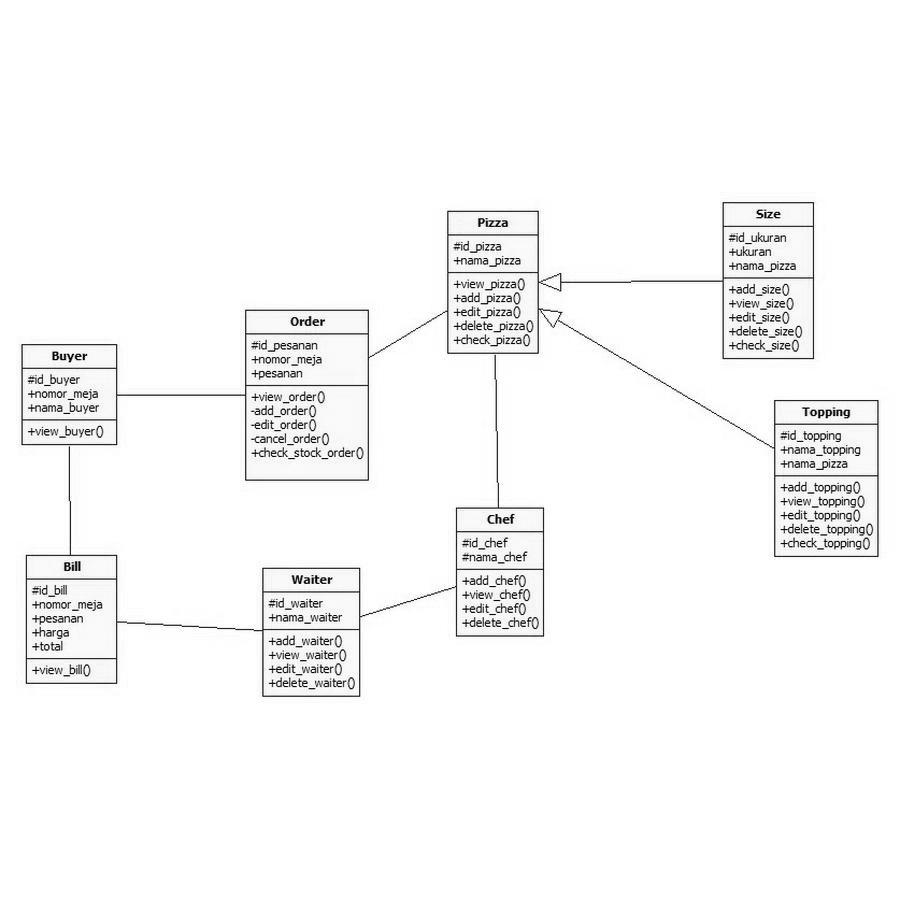 Pizza
#id_pizza
+nama_pizza
+view_pizza()
+add_pizza()
+edit_pizza()
+delete_pizza()
+check_pizza()
Size
#id_ukuran
+ukuran
+nama_pizza
+add_size()
+view_size()
+edit_size()
+delete_size()
+check_size()
Order
#id_pesanan
+nomor_meja
+pesanan
+view_order()
-add_order()
-edit_order()
-cancel_order()
+check_stock_order()
Buyer
#id_buyer
+nomor_meja
+nama_buyer
+view_buyer()
Topping
#id_topping
+nama_topping
+nama_pizza
+add_topping()
+view_topping()
+edit_topping()
+delete_topping()
+check_topping()
Chef
#id_chef
#nama_chef
+add_chef()
+view_chef()
+edit_chef()
+delete_chef()
Bill
#id_bill
+nomor_meja
+pesanan
+harga
+total
+view_bill()
Waiter
#id_waiter
+nama_waiter
+add_waiter()
+view_waiter()
+edit_waiter()
+delete_waiter()